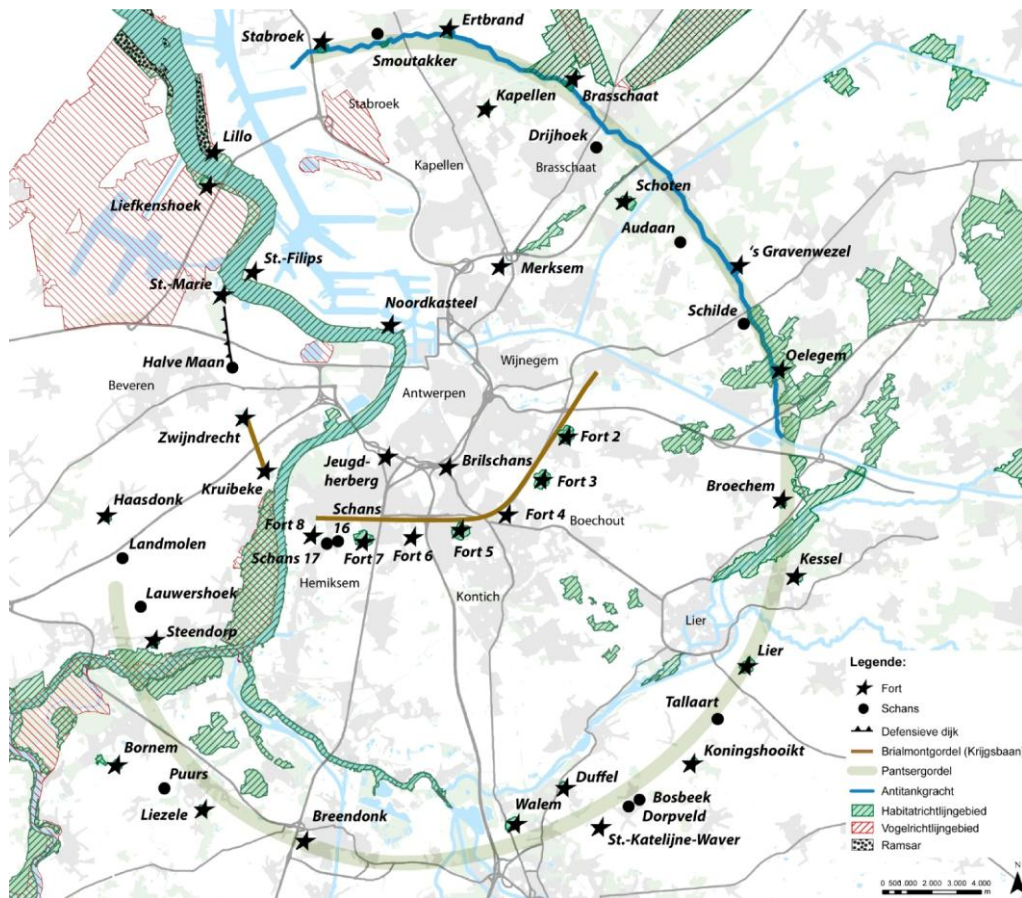 Ertbrand
Stabroek
Smoutakker
Kapellen
Brasschaat
Stabroek
Lillo
Drijhoek
Kapellen
Brasschaat
Liefkenshoek
Schoten
Audaan
St.-Filips
Merksem
's Gravenwezel
St.-Marie
Noordkasteel
Schilde
Halve Maan
Wijnegem
Oelegem
Beveren
Antwerpen
Zwijndrecht
Fort 2
Jeugd-
herberg
Brilschans
Kruibeke
Fort 3
Broechem
Haasdonk
Schans
16
Fort 4
Boechout
Fort 8
Landmolen
Schans 17
Fort 7
Fort 6
Fort 5
Hemiksem
Kontich
Kessel
Lauwershoek
Lier
Steendorp
Lier
Tallaart
Bornem
Koningshooikt
Puurs
Duffel
Liezele
Bosbeek
Walem
Dorpveld
Breendonk
St.-Katelijne-Waver
Legende:
Fort
Schans
Defensieve dijk
Brialmontgordel (Krijgsbaan)
Pantsergordel
Antitankgracht
Habitatrichtlijngebied
Vogelrichtlijngebied
Ramsar
N
0 500 1.000 2.000 3.000 4.000
m